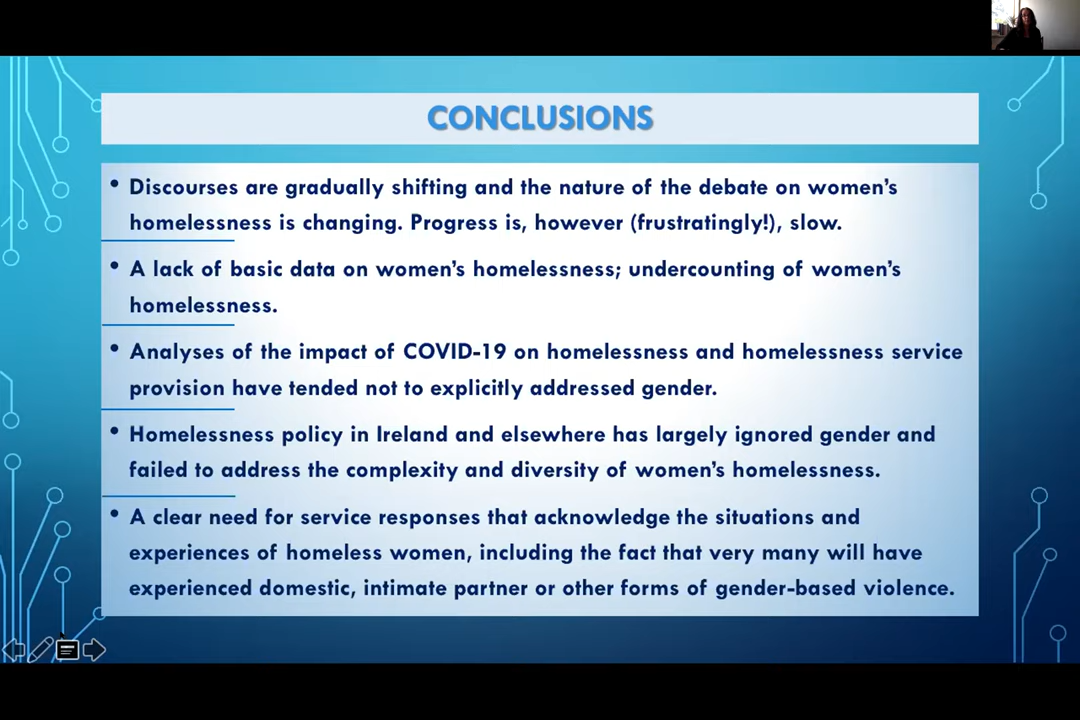 CONCLUSIONS
• Discourses are gradually shifting and the nature of the debate on women's
homelessness is changing. Progress is, however (frustratingly!), slow.
• A lack of basic data on women's homelessness; undercounting of women's
homelessness.
• Analyses of the impact of COVID-19 on homelessness and homelessness service
provision have tended not to explicitly addressed gender.
• Homelessness policy in Ireland and elsewhere has largely ignored gender and
failed to address the complexity and diversity of women's homelessness.
• A clear need for service responses that acknowledge the situations and
experiences of homeless women, including the fact that very many will have
experienced domestic, intimate partner or other forms of gender-based violence.